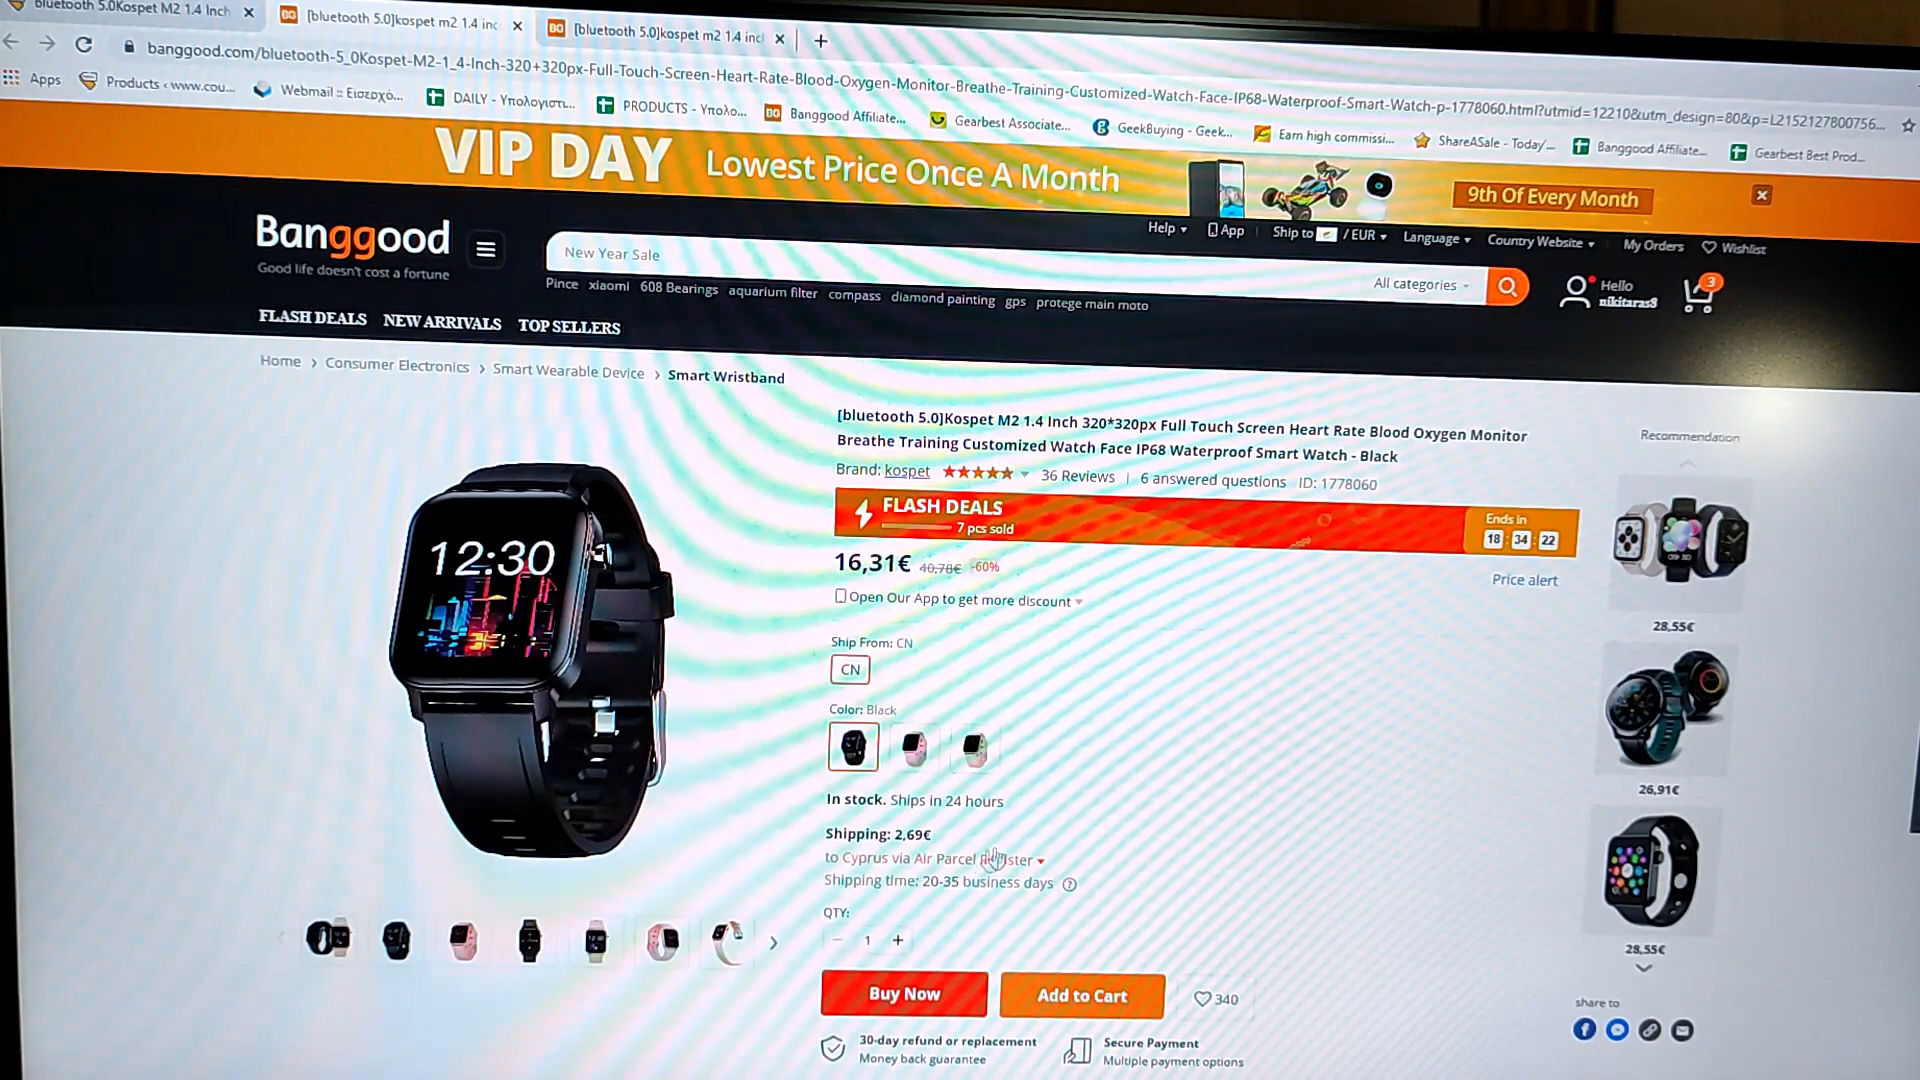 bluetooth 5.0Kospet M2 1.4 Inch
[bluetooth 5.0]kospet m2 1.4 inc
[bluetooth 5.0]kospet m2 1.4 incl
banggood.com/bluetooth-5_0Kospet-M2-1_4-Inch-320+320px-Full-Touch-Screen-Heart-Rate-Blood-Oxygen-Monitor-Breathe-Training-Customized-Watch-Face-IP68-Waterproof-Smart-Watch-p-1778060.html?utmid=12210&utm_design=80&p=L2152127800756...
Apps
Products ‹ www.cou...
Webmail :: Εισερχό...
DAILY - Υπολογιστι...
PRODUCTS - Υπολο...
Banggood Affiliate...
Gearbest Associate...
GeekBuying - Geek...
Earn high commissi...
ShareASale - Today'...
Banggood Affiliate...
Gearbest Best Prod...
VIP DAY Lowest Price Once A Month
9th Of Every Month
Banggood
Good life doesn't cost a fortune
Help
App
Ship to / EUR
Language
Country Website
My Orders
Wishlist
New Year Sale
All categories
Hello
nikitaras8
3
Pince xiaomi 608 Bearings aquarium filter compass diamond painting gps protege main moto
FLASH DEALS NEW ARRIVALS TOP SELLERS
Home > Consumer Electronics > Smart Wearable Device > Smart Wristband
[bluetooth 5.0]Kospet M2 1.4 Inch 320*320px Full Touch Screen Heart Rate Blood Oxygen Monitor
Breathe Training Customized Watch Face IP68 Waterproof Smart Watch - Black
Brand: kospet
36 Reviews | 6 answered questions ID: 1778060
FLASH DEALS
7 pcs sold
Ends in
18 : 34 : 22
16,31€ 40,78€ -60%
Price alert
Open Our App to get more discount
Ship From: CN
CN
Color: Black
In stock. Ships in 24 hours
Shipping: 2,69€
to Cyprus via Air Parcel
Shipping time: 20-35 business days
QTY:
- 1 +
Buy Now
Add to Cart
340
30-day refund or replacement
Money back guarantee
Secure Payment
Multiple payment options
12:30
Recommendation
28,55€
26,91€
28,55€
share to